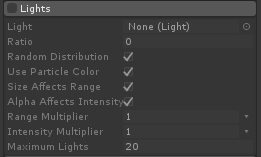 Lights
Light None (Light)
Ratio 0
Random Distribution
Use Particle Color
Size Affects Range
Alpha Affects Intensity
Range Multiplier 1
Intensity Multiplier 1
Maximum Lights 20